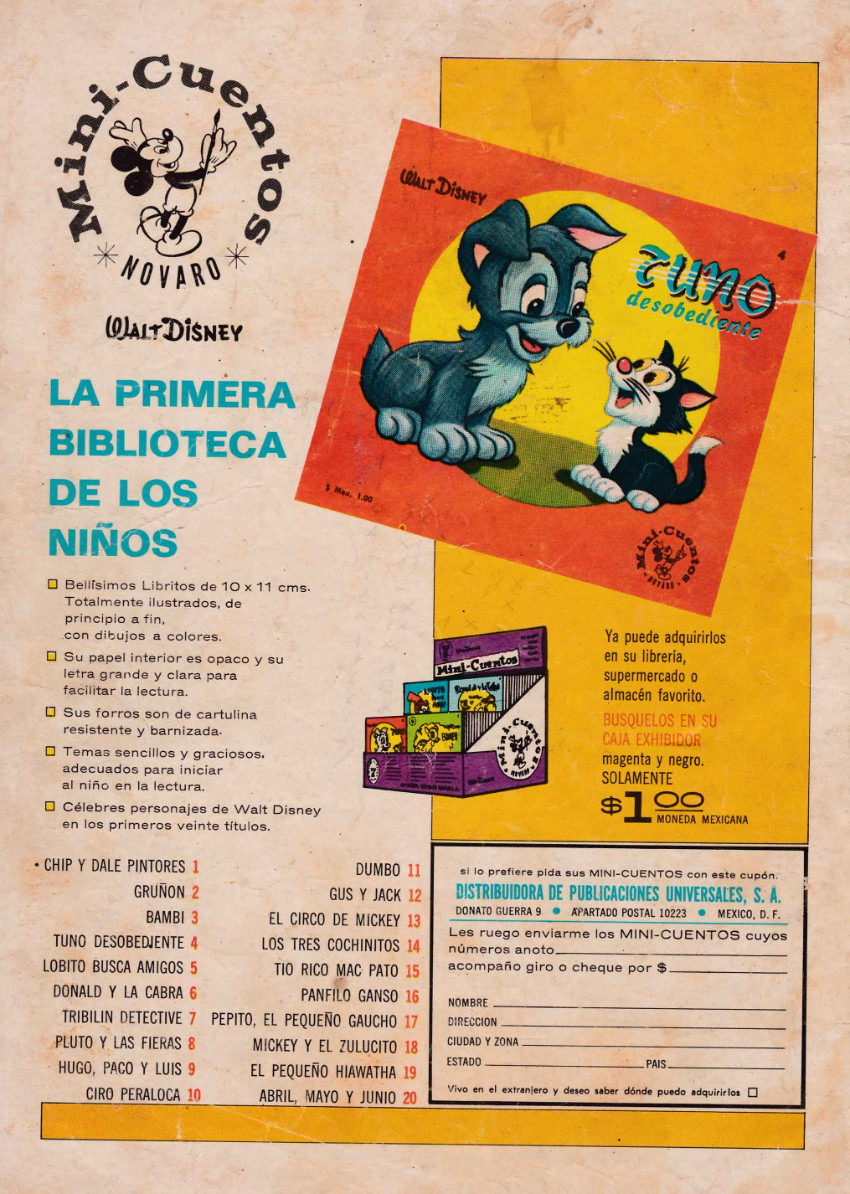 Mini-Cuentos
NOVARO
WALT DISNEY
LA PRIMERA
BIBLIOTECA
DE LOS
NIÑOS
Bellísimos Libritos de 10 x 11 cms.
Totalmente ilustrados, de
principio a fin,
con dibujos a colores.
Su papel interior es opaco y su
letra grande y clara para
facilitar la lectura.
Sus forros son de cartulina
resistente y barnizada.
Temas sencillos y graciosos,
adecuados para iniciar
al niño en la lectura.
Célebres personajes de Walt Disney
en los primeros veinte títulos.
WALT DISNEY
4
TUNO
desobediente
$ Mex. 1.00
Mini-Cuentos
NOVARO
Mini-Cuentos
Mini-Cuentos
NOVARO
Ya puede adquirirlos
en su librería,
supermercado o
almacén favorito.
BUSQUELOS EN SU
CAJA EXHIBIDOR
magenta y negro.
SOLAMENTE
$1.00
MONEDA MEXICANA
• CHIP Y DALE PINTORES 1
GRUÑON 2
BAMBI 3
TUNO DESOBEDIENTE 4
LOBITO BUSCA AMIGOS 5
DONALD Y LA CABRA 6
TRIBILIN DETECTIVE 7
PLUTO Y LAS FIERAS 8
HUGO, PACO Y LUIS 9
CIRO PERALOCA 10
DUMBO 11
GUS Y JACK 12
EL CIRCO DE MICKEY 13
LOS TRES COCHINITOS 14
TIO RICO MAC PATO 15
PANFILO GANSO 16
PEPITO, EL PEQUEÑO GAUCHO 17
MICKEY Y EL ZULUCITO 18
EL PEQUEÑO HIAWATHA 19
ABRIL, MAYO Y JUNIO 20
si lo prefiere pida sus MINI-CUENTOS con este cupón.
DISTRIBUIDORA DE PUBLICACIONES UNIVERSALES, S. A.
DONATO GUERRA 9 • APARTADO POSTAL 10223 • MEXICO, D. F.
Les ruego enviarme los MINI-CUENTOS cuyos
números anoto
acompaño giro o cheque por $
NOMBRE
DIRECCION
CIUDAD Y ZONA
ESTADO PAIS
Vivo en el extranjero y deseo saber dónde puedo adquirirlos